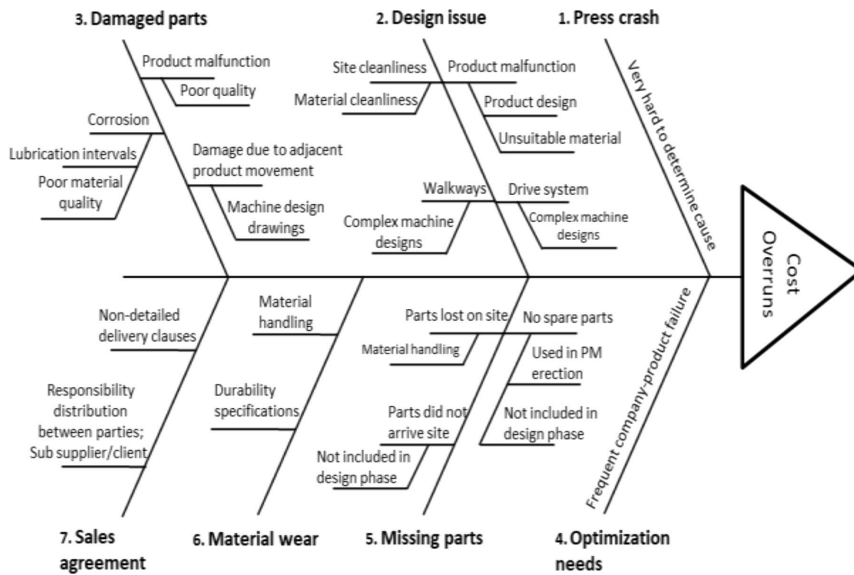 3. Damaged parts
2. Design issue
1. Press crash
Product malfunction
Poor quality
Corrosion
Lubrication intervals
Poor material
quality
Damage due to adjacent
product movement
Machine design
drawings
Site cleanliness
Material cleanliness
Product malfunction
Product design
Unsuitable material
Walkways
Complex machine
designs
Drive system
Complex machine
designs
Very hard to determine cause
Cost
Overruns
Non-detailed
delivery clauses
Responsibility
distribution
between parties;
Sub supplier/client
Material
handling
Durability
specifications
Parts lost on site
Material handling
Parts did not
arrive site
Not included in
design phase
No spare parts
Used in PM
erection
Not included in
design phase
Frequent company-product failure
7. Sales
agreement
6. Material wear
5. Missing parts
4. Optimization
needs